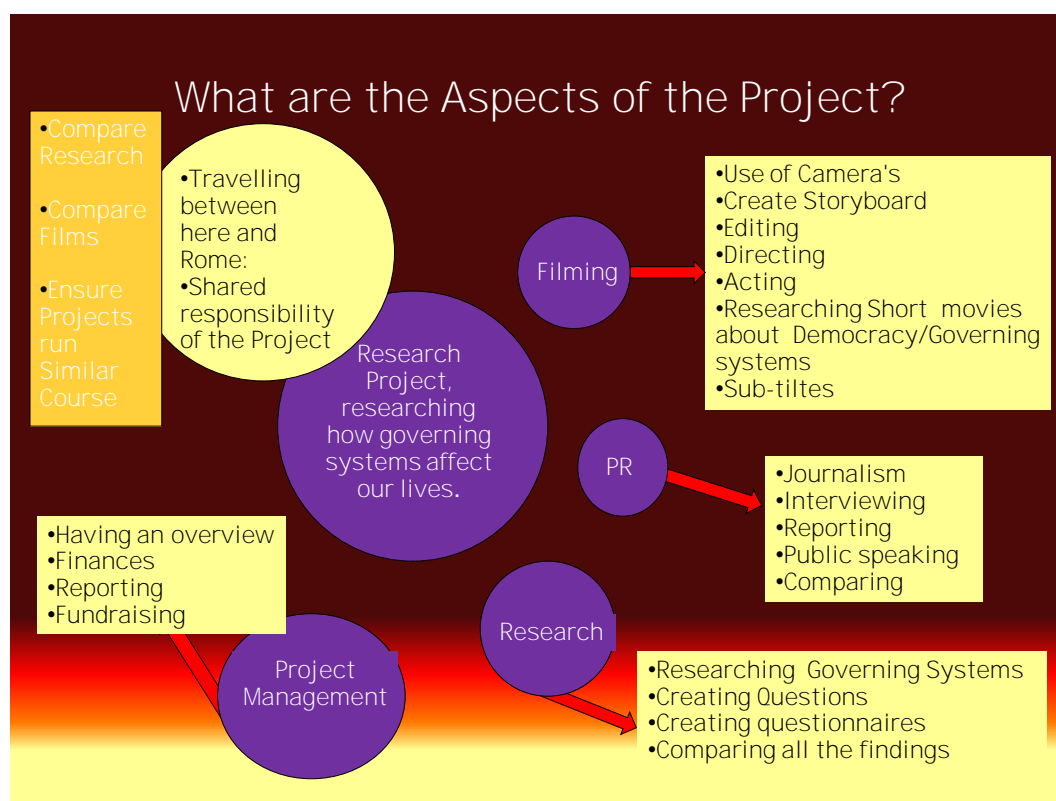 What are the Aspects of the Project?
•Compare
Research
•Compare
Films
•Ensure
Projects
run
Similar
Course
•Travelling
between
here and
Rome:
•Shared
responsibility
of the Project
Research
Project,
researching
how governing
systems affect
our lives.
Filming
•Use of Camera's
•Create Storyboard
•Editing
•Directing
•Acting
•Researching Short movies
about Democracy/Governing
systems
•Sub-tiltes
PR
•Journalism
•Interviewing
•Reporting
•Public speaking
•Comparing
•Having an overview
•Finances
•Reporting
•Fundraising
Project
Management
Research
•Researching Governing Systems
•Creating Questions
•Creating questionnaires
•Comparing all the findings